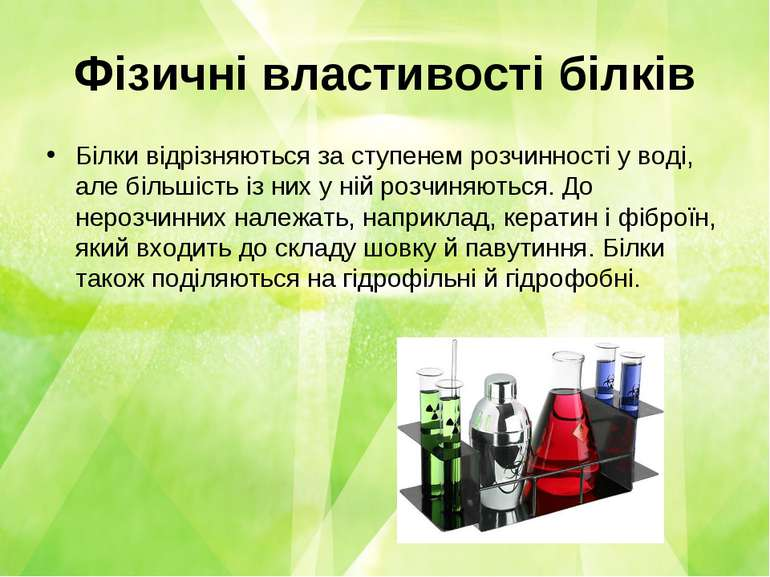 Фізичні властивості білків
• Білки відрізняються за ступенем розчинності у воді,
але більшість із них у ній розчиняються. До
нерозчинних належать, наприклад, кератин і фіброїн,
який входить до складу шовку й павутиння. Білки
також поділяються на гідрофільні й гідрофобні.